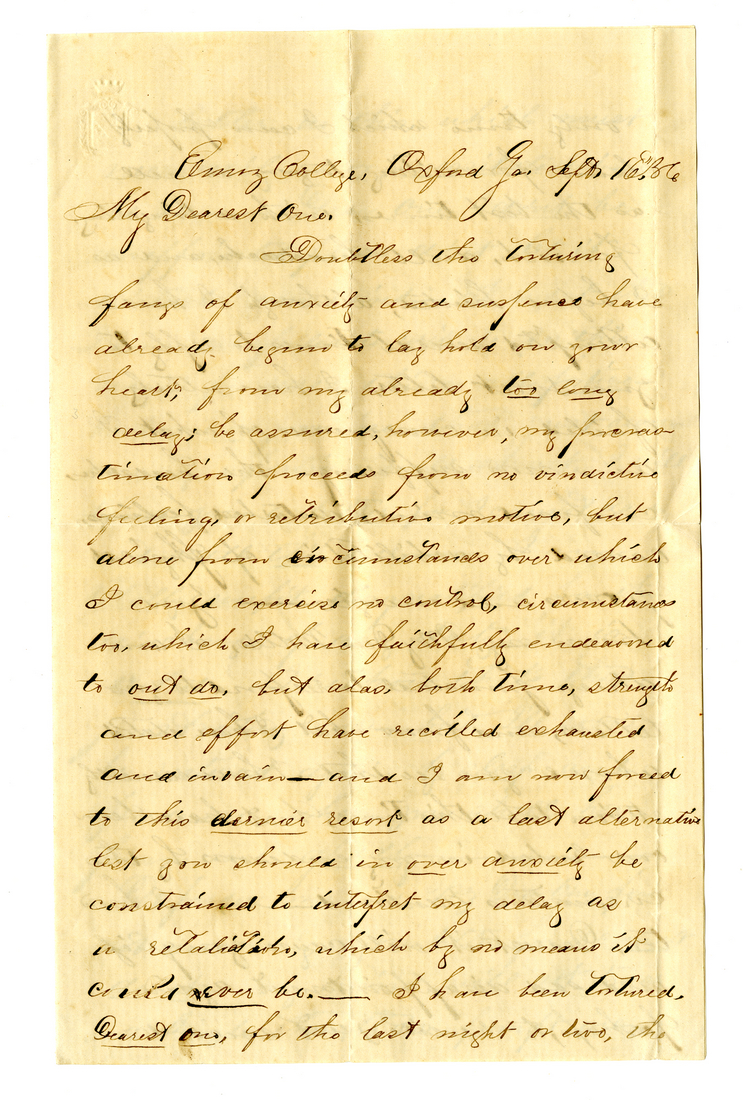 Emory College, Oxford Ga. Sept. 16th,
My Dearest One.
Doubtless the torturing
fangs of anxiety and suspense have
already begun to lay hold on your
heart, from my already too long
delay; be assured, however, my procras-
tination proceeds from no vindictive
feeling, or retributive motive, but
alone from circumstances over which
I could exercise no control, circumstances
too, which I have faithfully endeavored
to out do, but alas, both time, strength
and effort have recoiled exhausted
and invain — and I am now forced
to this dernier resort as a last alternative
lest you should in over anxiety be
constrained to interpret my delay as
a retaliation, which by no means it
could ever be. — I have been tortured,
Dearest one, for the last night or two, the